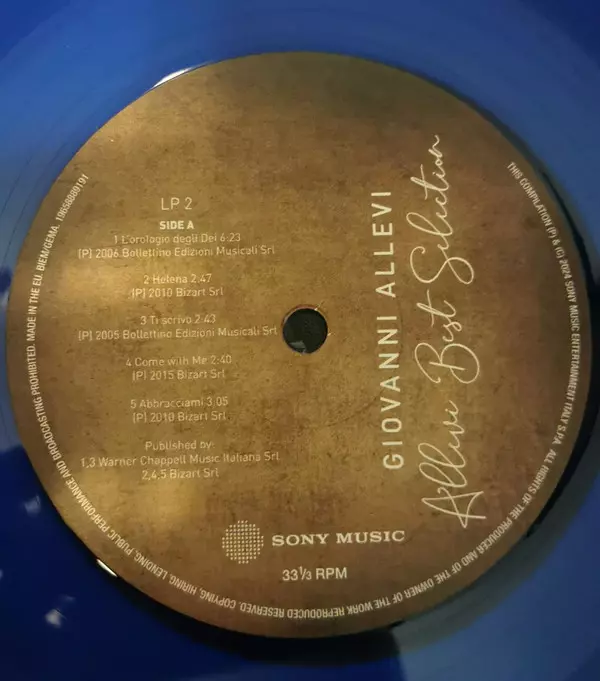 LP 2
SIDE A
1 L'orologio degli Dei 6:23
(P) 2006 Bollettino Edizioni Musicali Srl
2 Helena 2:47
(P) 2010 Bizart Srl
3 Ti scrivo 2:43
(P) 2005 Bollettino Edizioni Musicali Srl
4 Come with Me 2:40
(P) 2015 Bizart Srl
5 Abbracciami 3:05
(P) 2010 Bizart Srl
Published by:
1,3 Warner Chappell Music Italiana Srl
2,4,5 Bizart Srl
GIOVANNI ALLEVI
Allevi Best Selection
SONY MUSIC
33 1/3 RPM
THIS COMPILATION (P) & (C) 2024 SONY MUSIC ENTERTAINMENT ITALY S.P.A. ALL RIGHTS OF THE PRODUCER AND OF THE OWNER OF THE WORK REPRODUCED RESERVED. COPYING, HIRING, LENDING, PUBLIC PERFORMANCE AND BROADCASTING PROHIBITED. MADE IN THE EU. BIEM/GEMA. 19658889191